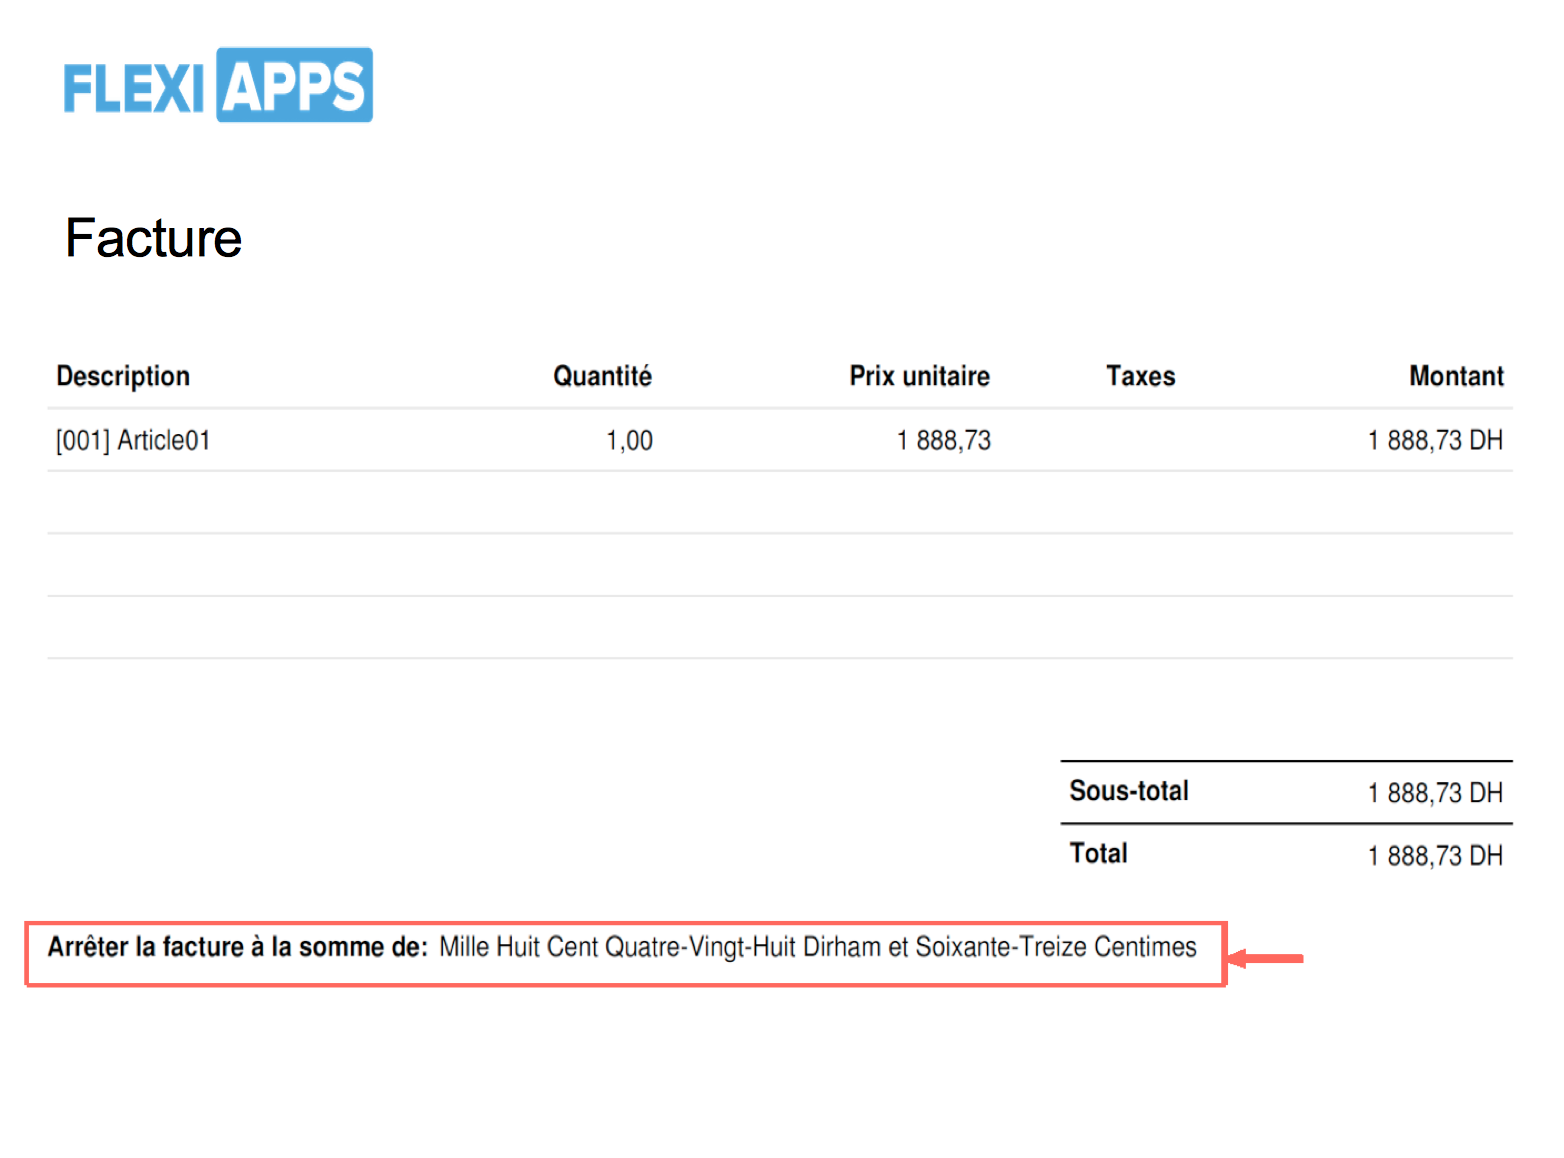 FLEXI APPS
Facture
Description Quantité Prix unitaire Taxes Montant
[001] Article01 1,00 1 888,73 1 888,73 DH
Sous-total 1 888,73 DH
Total 1 888,73 DH
Arrêter la facture à la somme de: Mille Huit Cent Quatre-Vingt-Huit Dirham et Soixante-Treize Centimes